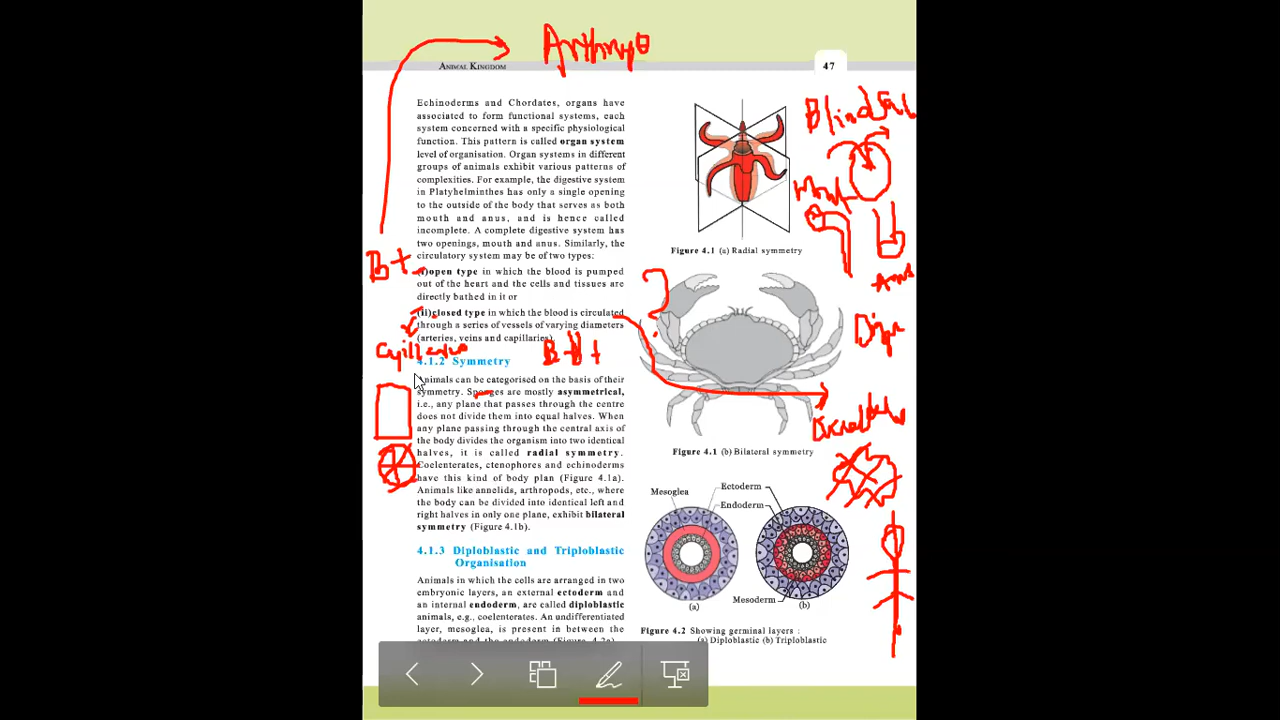 ANIMAL KINGDOM
47
Echinoderms and Chordates, organs have
associated to form functional systems, each
system concerned with a specific physiological
function. This pattern is called organ system
level of organisation. Organ systems in different
groups of animals exhibit various patterns of
complexities. For example, the digestive system
in Platyhelminthes has only a single opening
to the outside of the body that serves as both
mouth and anus, and is hence called
incomplete. A complete digestive system has
two openings, mouth and anus. Similarly, the
circulatory system may be of two types:
(i)open type in which the blood is pumped
out of the heart and the cells and tissues are
directly bathed in it or
(ii)closed type in which the blood is circulated
through a series of vessels of varying diameters
(arteries, veins and capillaries).
4.1.2 Symmetry
Animals can be categorised on the basis of their
symmetry. Sponges are mostly asymmetrical,
i.e., any plane that passes through the centre
does not divide them into equal halves. When
any plane passing through the central axis of
the body divides the organism into two identical
halves, it is called radial symmetry.
Coelenterates, ctenophores and echinoderms
have this kind of body plan (Figure 4.1a).
Animals like annelids, arthropods, etc., where
the body can be divided into identical left and
right halves in only one plane, exhibit bilateral
symmetry (Figure 4.1b).
4.1.3 Diploblastic and Triploblastic
Organisation
Animals in which the cells are arranged in two
embryonic layers, an external ectoderm and
an internal endoderm, are called diploblastic
animals, e.g., coelenterates. An undifferentiated
layer, mesoglea, is present in between the
Figure 4.1 (a) Radial symmetry
Figure 4.1 (b) Bilateral symmetry
Mesoglea
Ectoderm
Endoderm
Mesoderm
(a)
(b)
Figure 4.2 Showing germinal layers :
(a) Diploblastic (b) Triploblastic